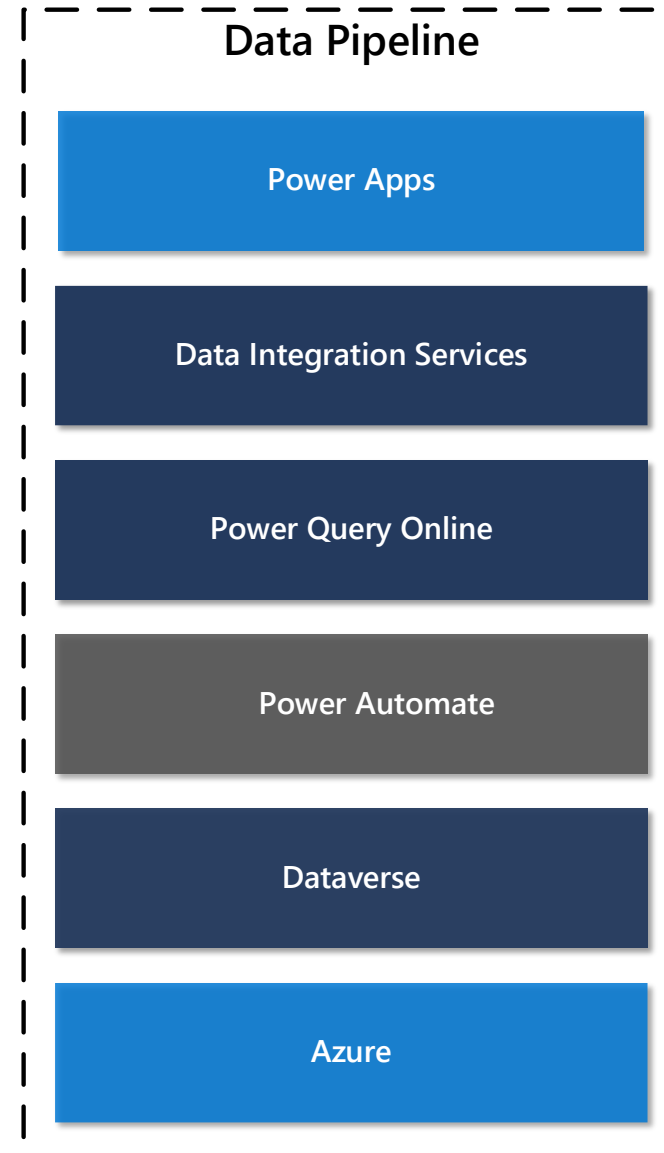 Data Pipeline
Power Apps
Data Integration Services
Power Query Online
Power Automate
Dataverse
Azure